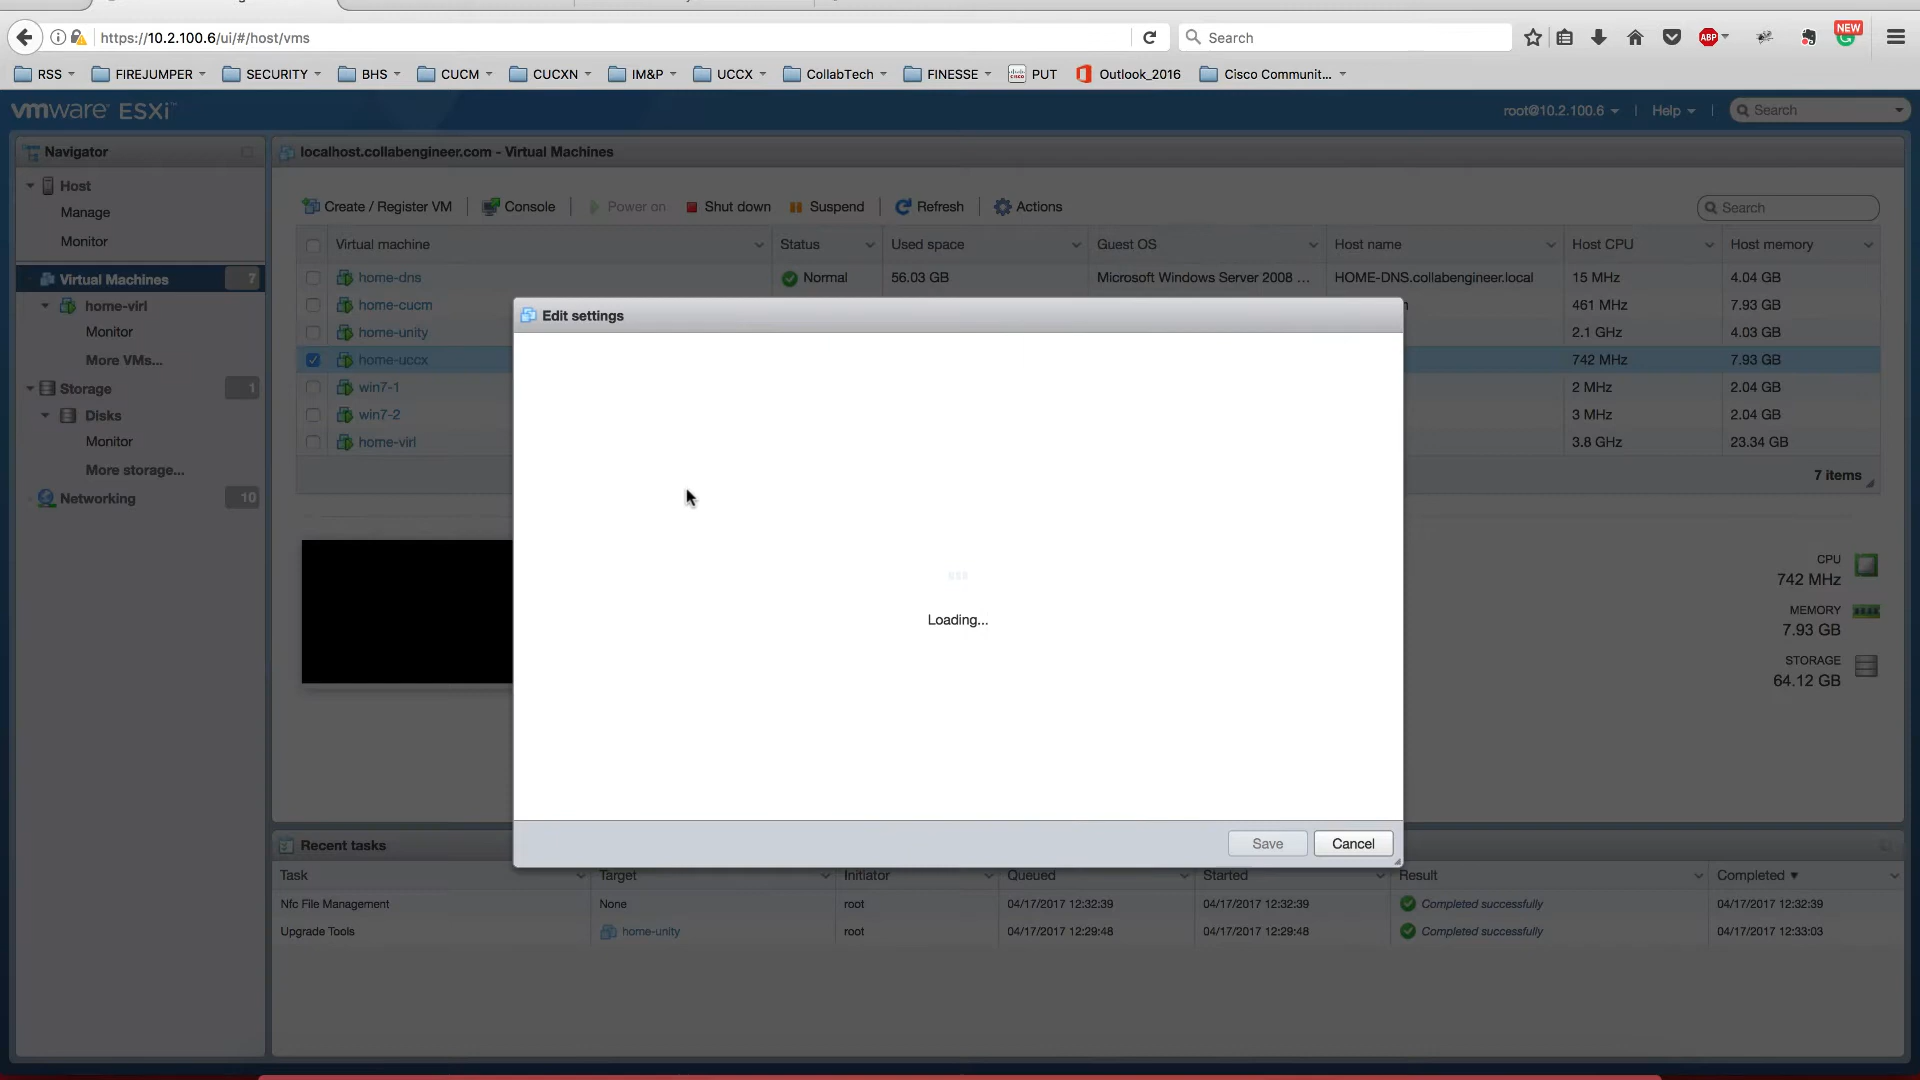 https://10.2.100.6/ui/#/host/vms
Search
NEW
ABP
RSS
FIREJUMPER
SECURITY
BHS
CUCM
CUCXN
IM&P
UCCX
CollabTech
FINESSE
PUT
Outlook_2016
Cisco Communit...
vmware ESXi™
root@10.2.100.6
Help
Search
Navigator
localhost.collabengineer.com - Virtual Machines
Host
Manage
Monitor
Virtual Machines 7
home-virl
Monitor
More VMs...
Storage 1
Disks
Monitor
More storage...
Networking 10
Create / Register VM
Console
Power on
Shut down
Suspend
Refresh
Actions
Search
Virtual machine Status Used space Guest OS Host name Host CPU Host memory
home-dns Normal 56.03 GB Microsoft Windows Server 2008 ... HOME-DNS.collabengineer.local 15 MHz 4.04 GB
home-cucm 461 MHz 7.93 GB
home-unity 2.1 GHz 4.03 GB
home-uccx 742 MHz 7.93 GB
win7-1 2 MHz 2.04 GB
win7-2 3 MHz 2.04 GB
home-virl 3.8 GHz 23.34 GB
7 items
Edit settings
Loading...
Save
Cancel
CPU
742 MHz
MEMORY
7.93 GB
STORAGE
64.12 GB
Recent tasks
Task Target Initiator Queued Started Result Completed
Nfc File Management None root 04/17/2017 12:32:39 04/17/2017 12:32:39 Completed successfully 04/17/2017 12:32:39
Upgrade Tools home-unity root 04/17/2017 12:29:48 04/17/2017 12:29:48 Completed successfully 04/17/2017 12:33:03